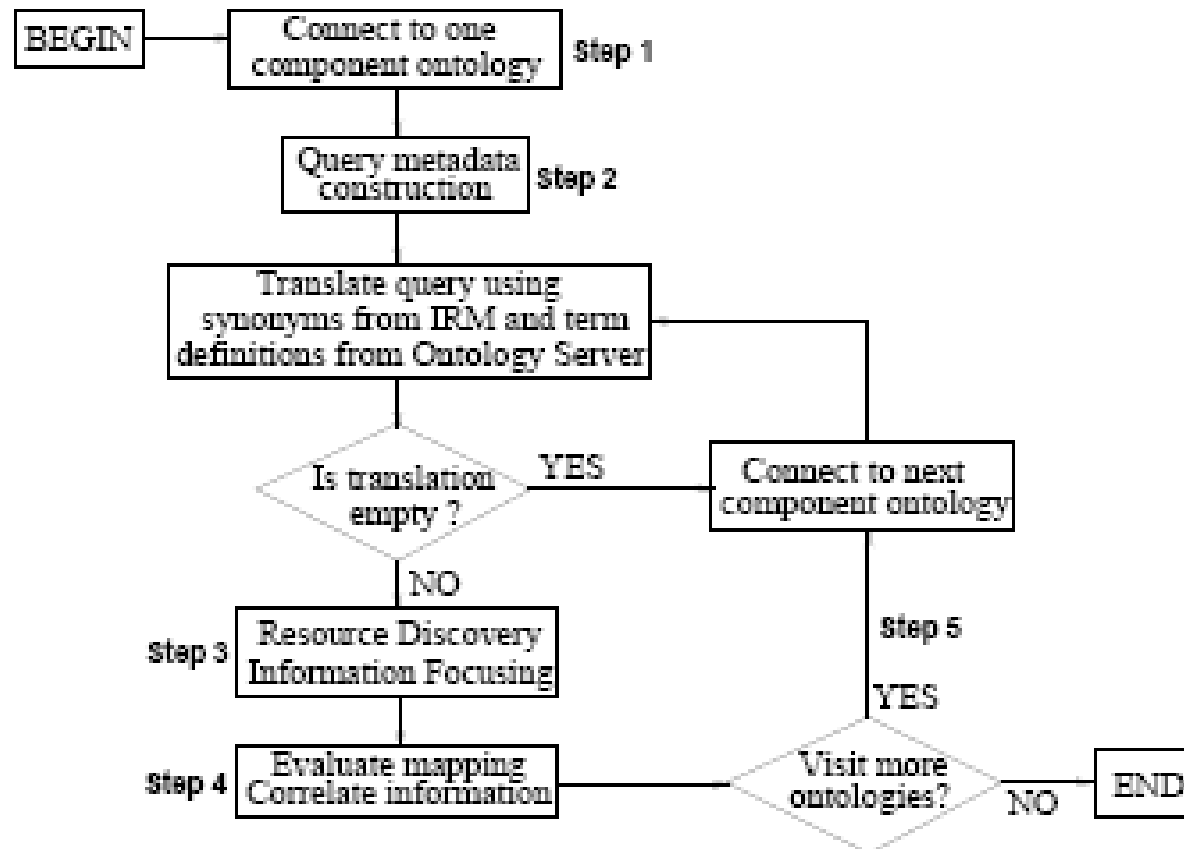 BEGIN
Connect to one
component ontology
Step 1
Query metadata
construction
Step 2
Translate query using
synonyms from IRM and term
definitions from Ontology Server
Is translation
empty ?
YES
Connect to next
component ontology
NO
Step 3
Resource Discovery
Information Focusing
Step 5
YES
Step 4
Evaluate mapping
Correlate information
Visit more
ontologies?
NO
END